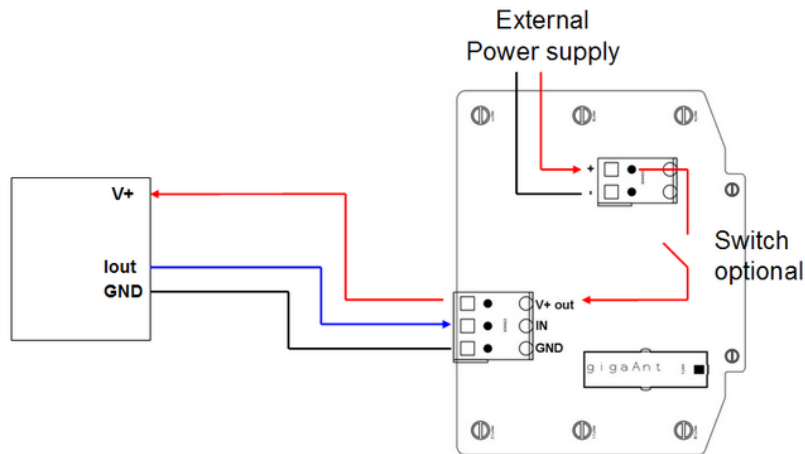 External
Power supply
+
-
V+
Iout
GND
Switch
optional
V+ out
IN
GND
gigaAnt